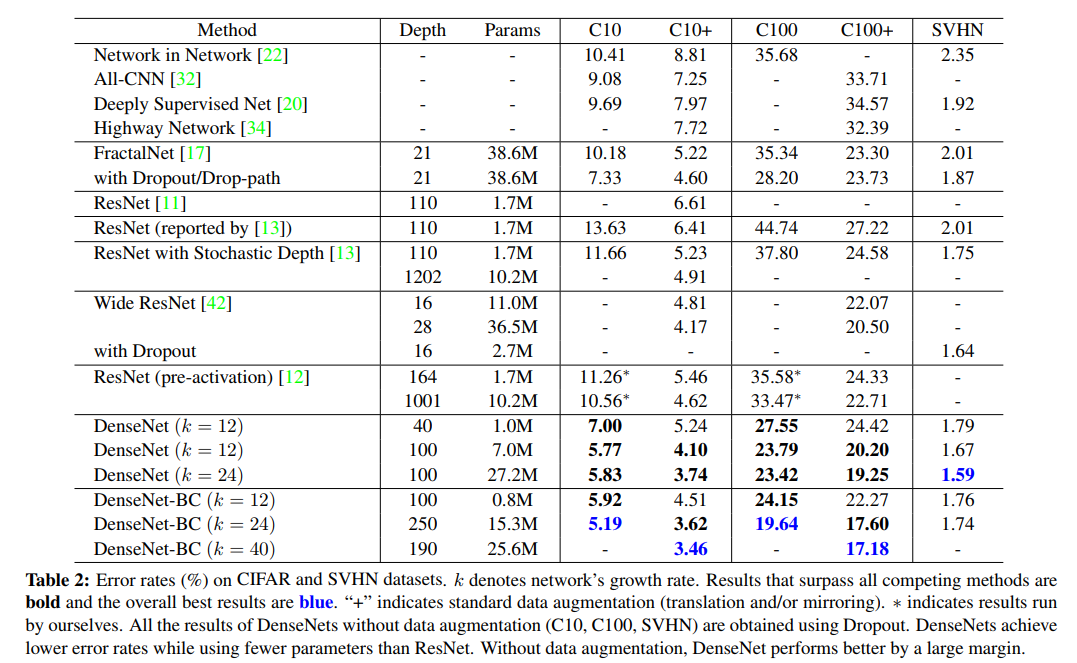 Method Depth Params C10 C10+ C100 C100+ SVHN
Network in Network [22] - - 10.41 8.81 35.68 - 2.35
All-CNN [32] - - 9.08 7.25 - 33.71 -
Deeply Supervised Net [20] - - 9.69 7.97 - 34.57 1.92
Highway Network [34] - - - 7.72 - 32.39 -
FractalNet [17] 21 38.6M 10.18 5.22 35.34 23.30 2.01
with Dropout/Drop-path 21 38.6M 7.33 4.60 28.20 23.73 1.87
ResNet [11] 110 1.7M - 6.61 - - -
ResNet (reported by [13]) 110 1.7M 13.63 6.41 44.74 27.22 2.01
ResNet with Stochastic Depth [13] 110 1.7M 11.66 5.23 37.80 24.58 1.75
1202 10.2M - 4.91 - - -
Wide ResNet [42] 16 11.0M - 4.81 - 22.07 -
28 36.5M - 4.17 - 20.50 -
with Dropout 16 2.7M - - - - 1.64
ResNet (pre-activation) [12] 164 1.7M 11.26* 5.46 35.58* 24.33 -
1001 10.2M 10.56* 4.62 33.47* 22.71 -
DenseNet (k = 12) 40 1.0M 7.00 5.24 27.55 24.42 1.79
DenseNet (k = 12) 100 7.0M 5.77 4.10 23.79 20.20 1.67
DenseNet (k = 24) 100 27.2M 5.83 3.74 23.42 19.25 1.59
DenseNet-BC (k = 12) 100 0.8M 5.92 4.51 24.15 22.27 1.76
DenseNet-BC (k = 24) 250 15.3M 5.19 3.62 19.64 17.60 1.74
DenseNet-BC (k = 40) 190 25.6M - 3.46 - 17.18 -
Table 2: Error rates (%) on CIFAR and SVHN datasets. k denotes network's growth rate. Results that surpass all competing methods are
bold and the overall best results are blue. “+” indicates standard data augmentation (translation and/or mirroring). * indicates results run
by ourselves. All the results of DenseNets without data augmentation (C10, C100, SVHN) are obtained using Dropout. DenseNets achieve
lower error rates while using fewer parameters than ResNet. Without data augmentation, DenseNet performs better by a large margin.